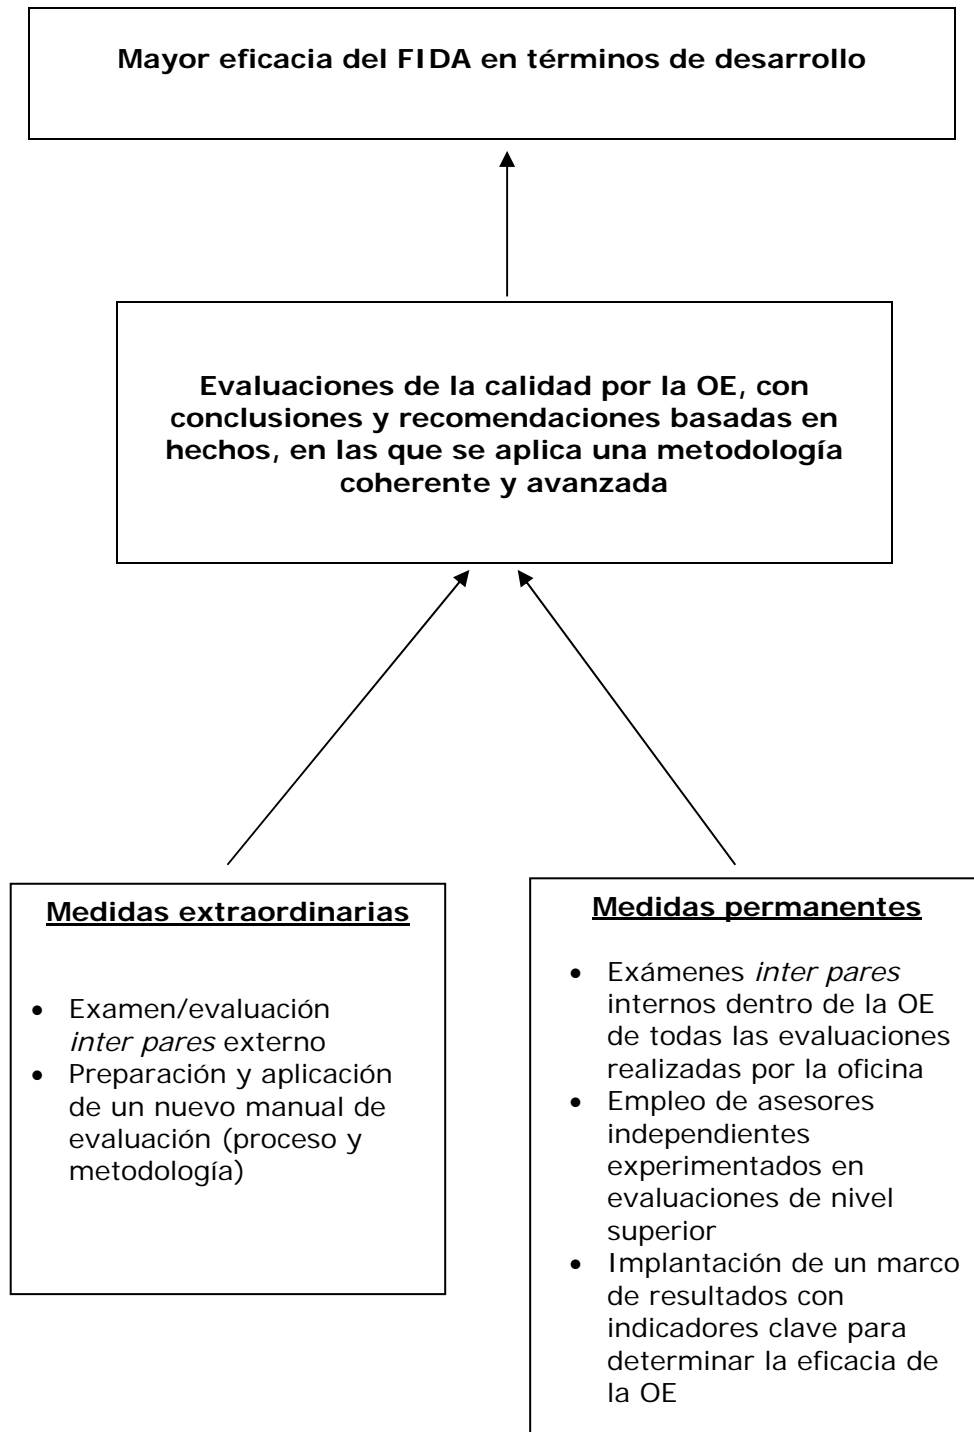 Mayor eficacia del FIDA en términos de desarrollo
Evaluaciones de la calidad por la OE, con
conclusiones y recomendaciones basadas en
hechos, en las que se aplica una metodología
coherente y avanzada
Medidas extraordinarias
• Examen/evaluación
inter pares externo
• Preparación y aplicación
de un nuevo manual de
evaluación (proceso y
metodología)
Medidas permanentes
• Exámenes inter pares
internos dentro de la OE
de todas las evaluaciones
realizadas por la oficina
• Empleo de asesores
independientes
experimentados en
evaluaciones de nivel
superior
• Implantación de un marco
de resultados con
indicadores clave para
determinar la eficacia de
la OE